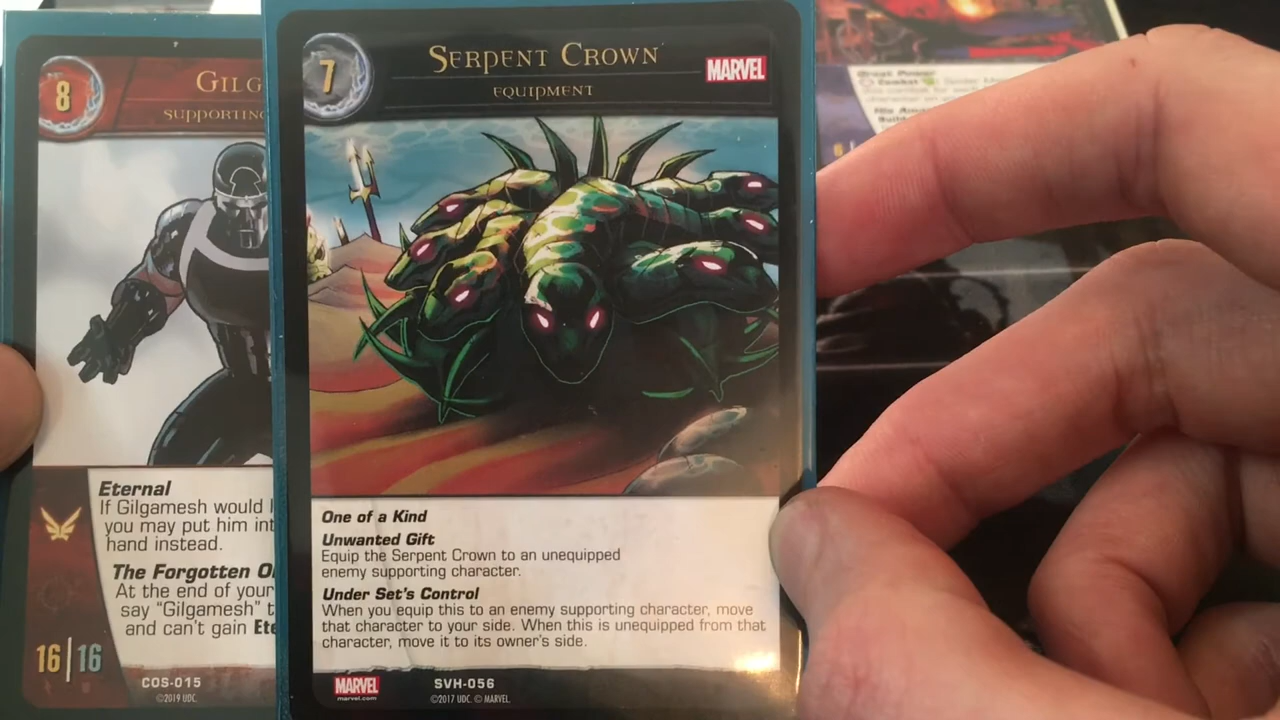 8
GILG
SUPPORTING
Eternal
If Gilgamesh would
you may put him int
hand instead.
The Forgotten
At the end of your
say "Gilgamesh" t
and can't gain Ete
16|16
COS-015
©2019 UDC.
7
SERPENT CROWN
EQUIPMENT
MARVEL
One of a Kind
Unwanted Gift
Equip the Serpent Crown to an unequipped
enemy supporting character.
Under Set's Control
When you equip this to an enemy supporting character, move
that character to your side. When this is unequipped from that
character, move it to its owner's side.
MARVEL
marvel.com
SVH-056
©2017 UDC. © MARVEL.
Great Power